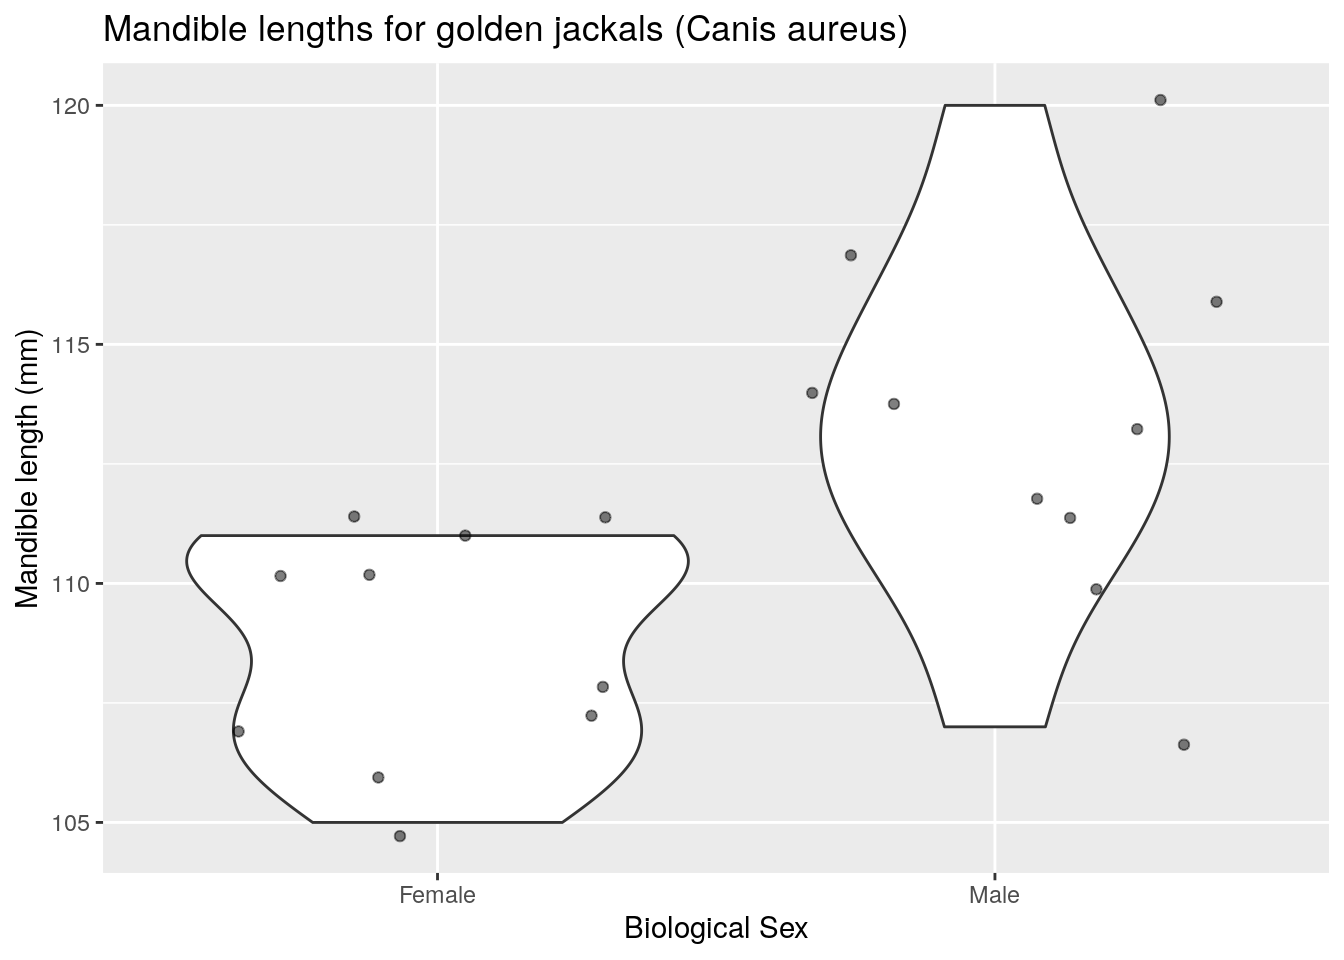 Mandible lengths for golden jackals (Canis aureus)
120
115
110
105
Mandible length (mm)
Female
Male
Biological Sex